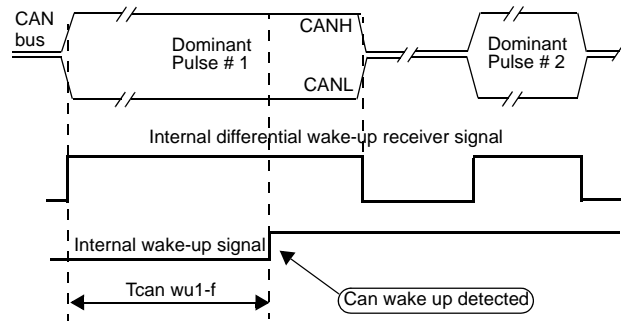 CAN
bus
CANH
Dominant
Pulse # 1
CANL
Dominant
Pulse # 2
Internal differential wake-up receiver signal
Internal wake-up signal
Tcan wu1-f
Can wake up detected